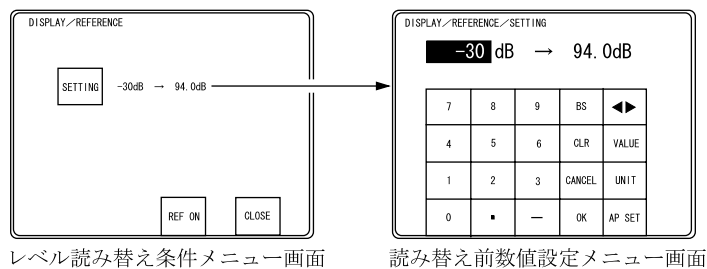 DISPLAY/REFERENCE
SETTING -30dB → 94.0dB
REF ON CLOSE
レベル読み替え条件メニュー画面
DISPLAY/REFERENCE/SETTING
-30 dB → 94.0dB
7 8 9 BS ◀▶
4 5 6 CLR VALUE
1 2 3 CANCEL UNIT
0 ▪ — OK AP SET
読み替え前数値設定メニュー画面